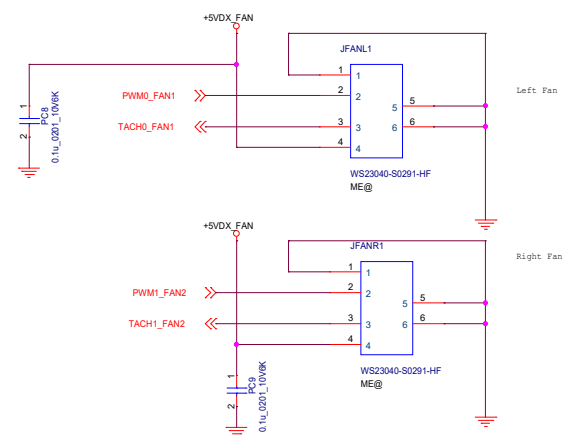 +5VDX_FAN
JFANL1
1
1
PWM0_FAN1
2
2
Left Fan
5
5
TACH0_FAN1
3
3
6
6
4
4
1
2
PC8
0.1u_0201_10V6K
WS23040-S0291-HF
ME@
+5VDX_FAN
JFANR1
Right Fan
1
1
PWM1_FAN2
2
2
5
5
TACH1_FAN2
3
3
6
6
4
4
WS23040-S0291-HF
ME@
1
2
PC9
0.1u_0201_10V6K